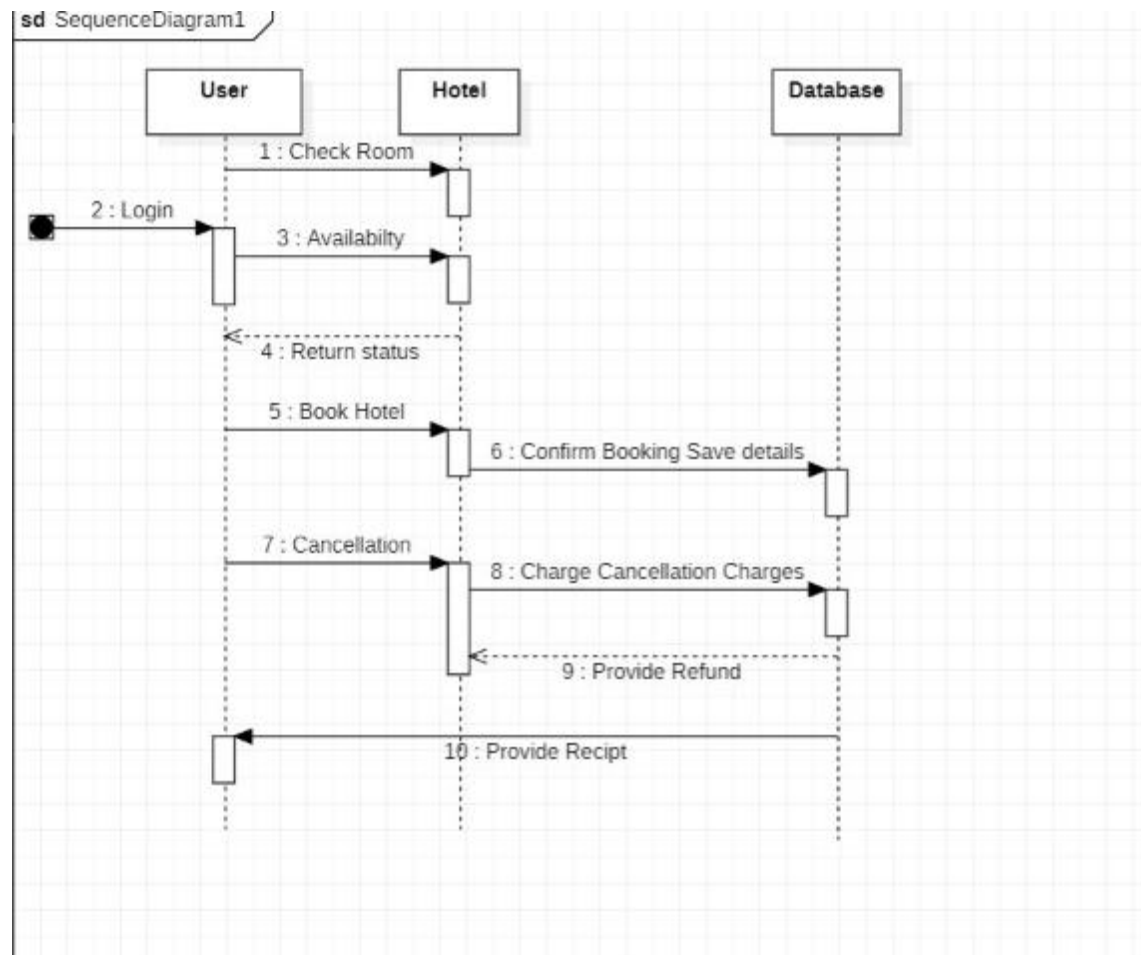 sd SequenceDiagram1
User
Hotel
Database
1 : Check Room
2 : Login
3 : Availabilty
4 : Return status
5 : Book Hotel
6 : Confirm Booking Save details
7 : Cancellation
8 : Charge Cancellation Charges
9 : Provide Refund
10 : Provide Recipt